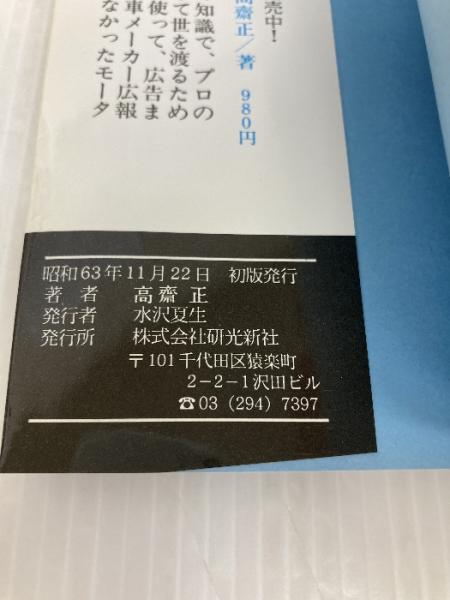 売中!
高齋正/著 980円
知識で、プロの
て世を渡るため
使って、広告ま
車メーカー広報
なかったモータ
昭和63年11月22日 初版発行
著者 高齋 正
発行者 水沢夏生
発行所 株式会社研光新社
〒101千代田区猿楽町
2-2-1沢田ビル
☎03 (294) 7397